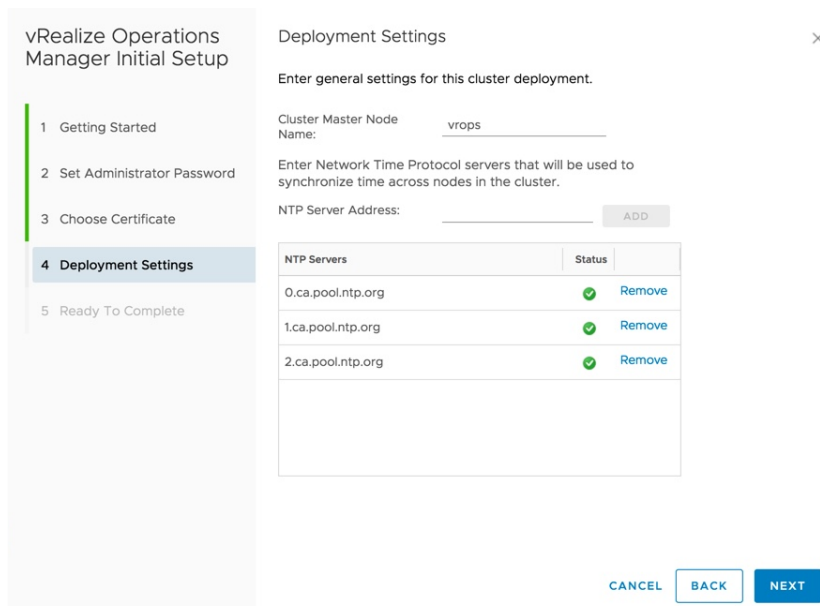 vRealize Operations
Manager Initial Setup
1 Getting Started
2 Set Administrator Password
3 Choose Certificate
4 Deployment Settings
5 Ready To Complete
Deployment Settings
Enter general settings for this cluster deployment.
Cluster Master Node
Name:
vrops
Enter Network Time Protocol servers that will be used to
synchronize time across nodes in the cluster.
NTP Server Address:
ADD
NTP Servers Status
0.ca.pool.ntp.org Remove
1.ca.pool.ntp.org Remove
2.ca.pool.ntp.org Remove
CANCEL BACK NEXT